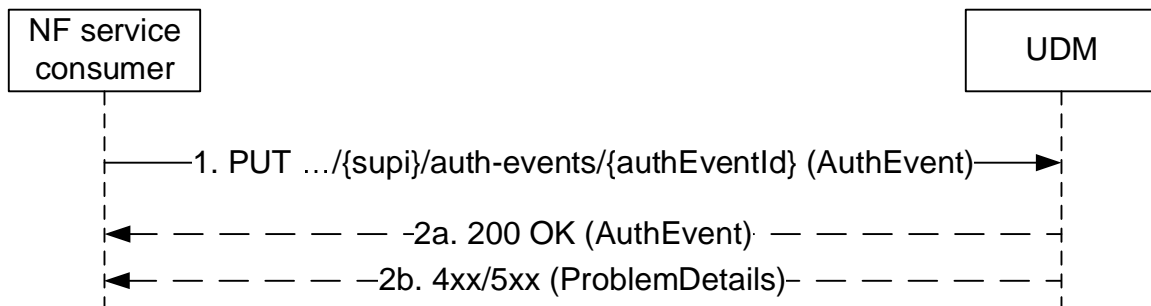 NF service
consumer
UDM
1. PUT …/{supi}/auth-events/{authEventId} (AuthEvent)
2a. 200 OK (AuthEvent)
2b. 4xx/5xx (ProblemDetails)